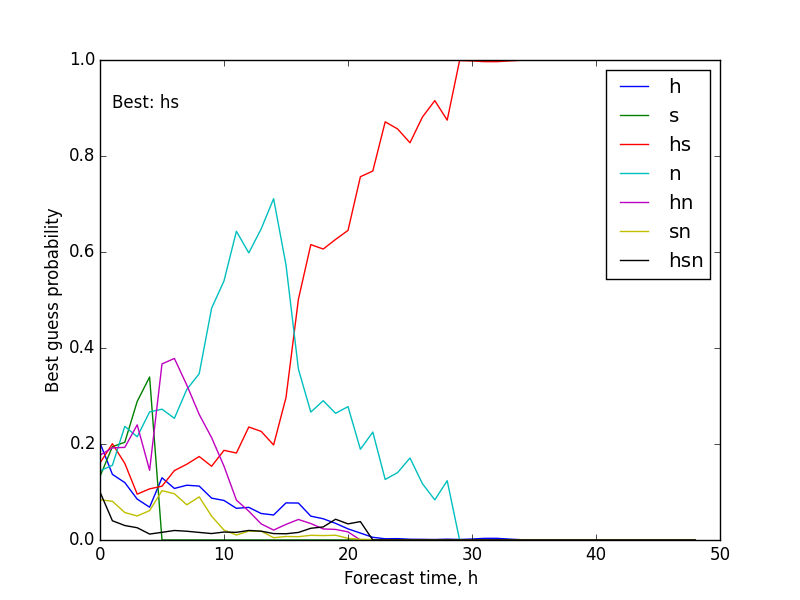 1.0
Best: hs
0.8
0.6
0.4
0.2
0.0
Best guess probability
0 10 20 30 40 50
Forecast time, h
h
s
hs
n
hn
sn
hsn